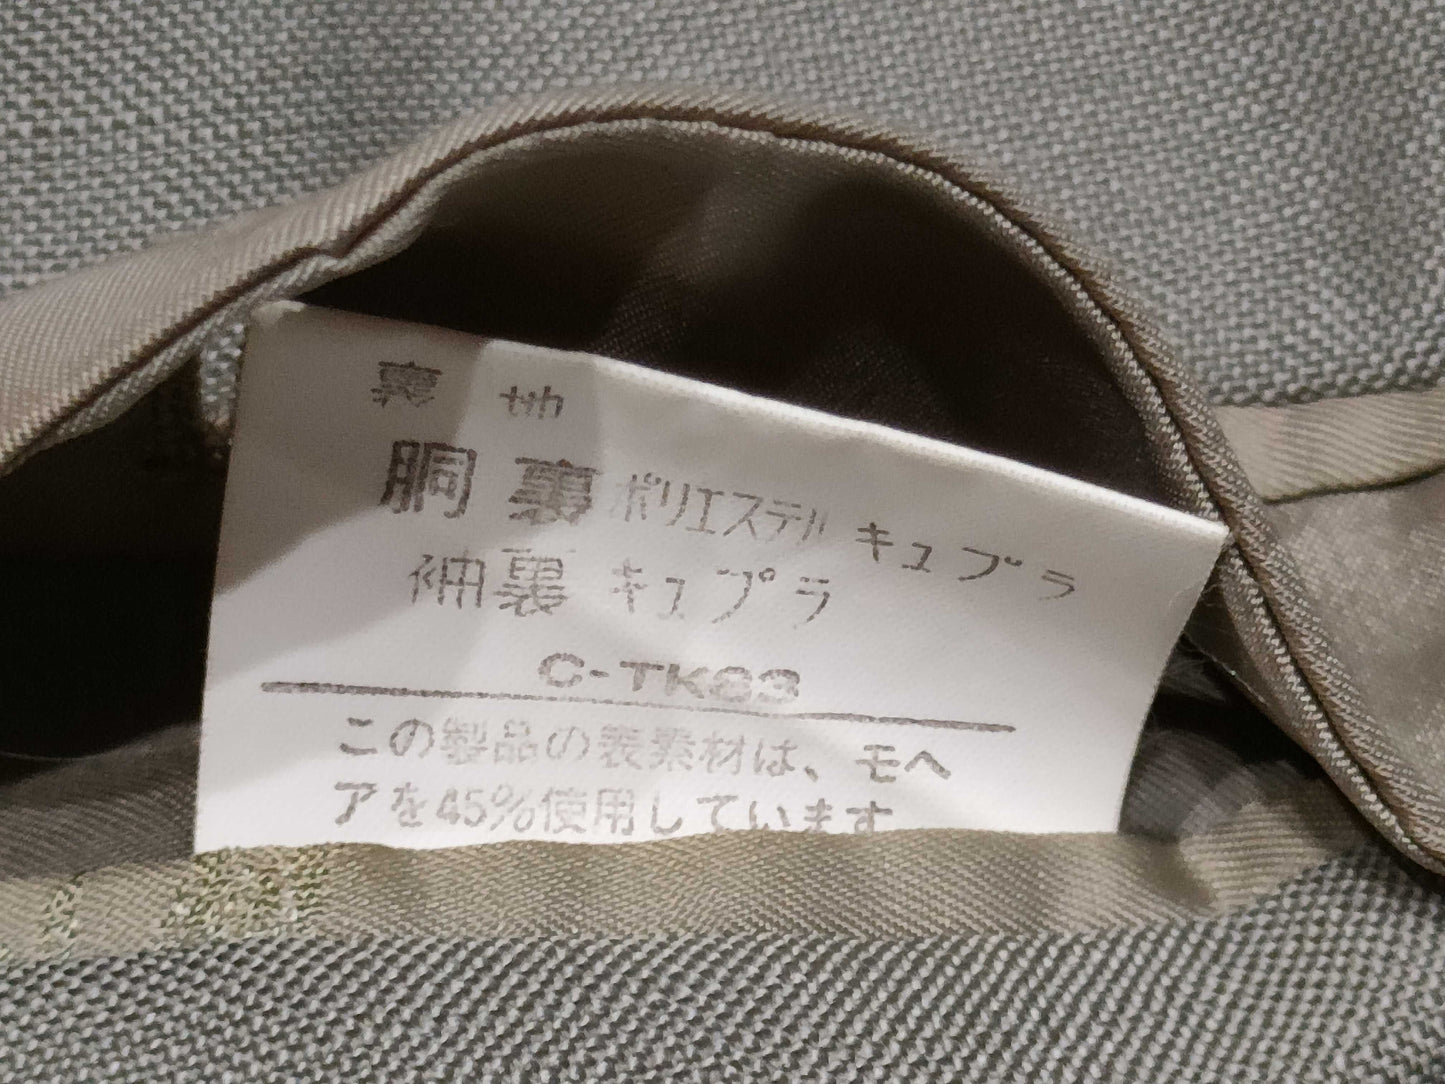 裏 地
胴 裏 ポリエステル キュプラ
袖裏 キュプラ
C-TK63
この製品の表素材は、モヘ
アを45%使用しています